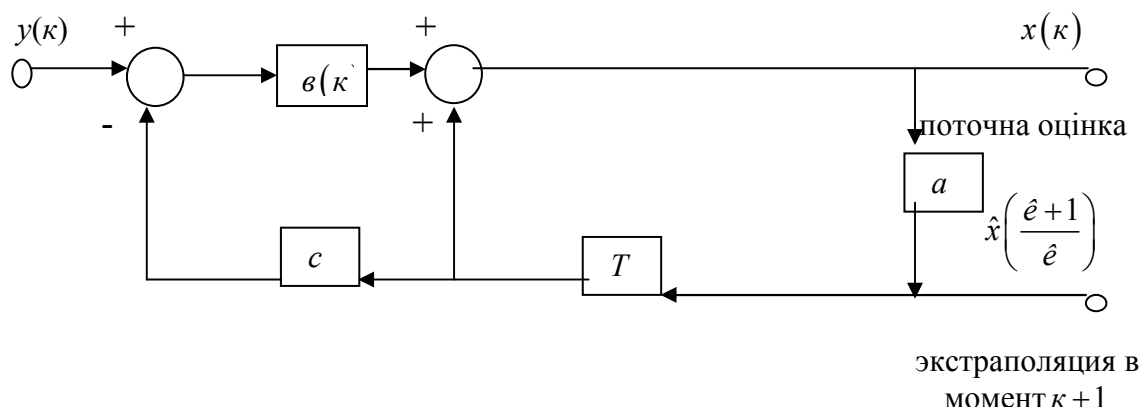 y(к) + + x(к)
в(к)
- +
поточна оцінка
a
x̂(ê+1/ê)
c T
экстраполяция в
момент к+1